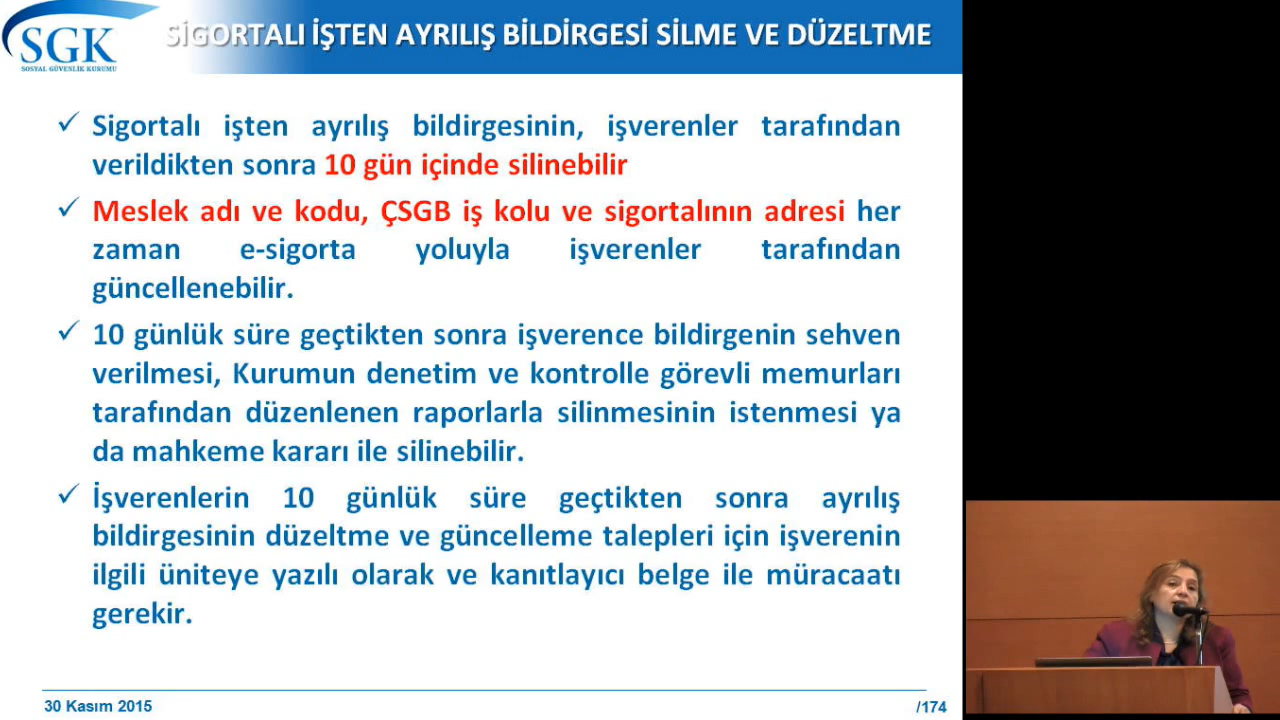 SGK
SOSYAL GÜVENLİK KURUMU
SİGORTALI İŞTEN AYRILIŞ BİLDİRGESİ SİLME VE DÜZELTME
✓ Sigortalı işten ayrılış bildirgesinin, işverenler tarafından
verildikten sonra 10 gün içinde silinebilir
✓ Meslek adı ve kodu, ÇSGB iş kolu ve sigortalının adresi her
zaman e-sigorta yoluyla işverenler tarafından
güncellenebilir.
✓ 10 günlük süre geçtikten sonra işverence bildirgenin sehven
verilmesi, Kurumun denetim ve kontrolle görevli memurları
tarafından düzenlenen raporlarla silinmesinin istenmesi ya
da mahkeme kararı ile silinebilir.
✓ İşverenlerin 10 günlük süre geçtikten sonra ayrılış
bildirgesinin düzeltme ve güncelleme talepleri için işverenin
ilgili üniteye yazılı olarak ve kanıtlayıcı belge ile müracaatı
gerekir.
30 Kasım 2015
/174